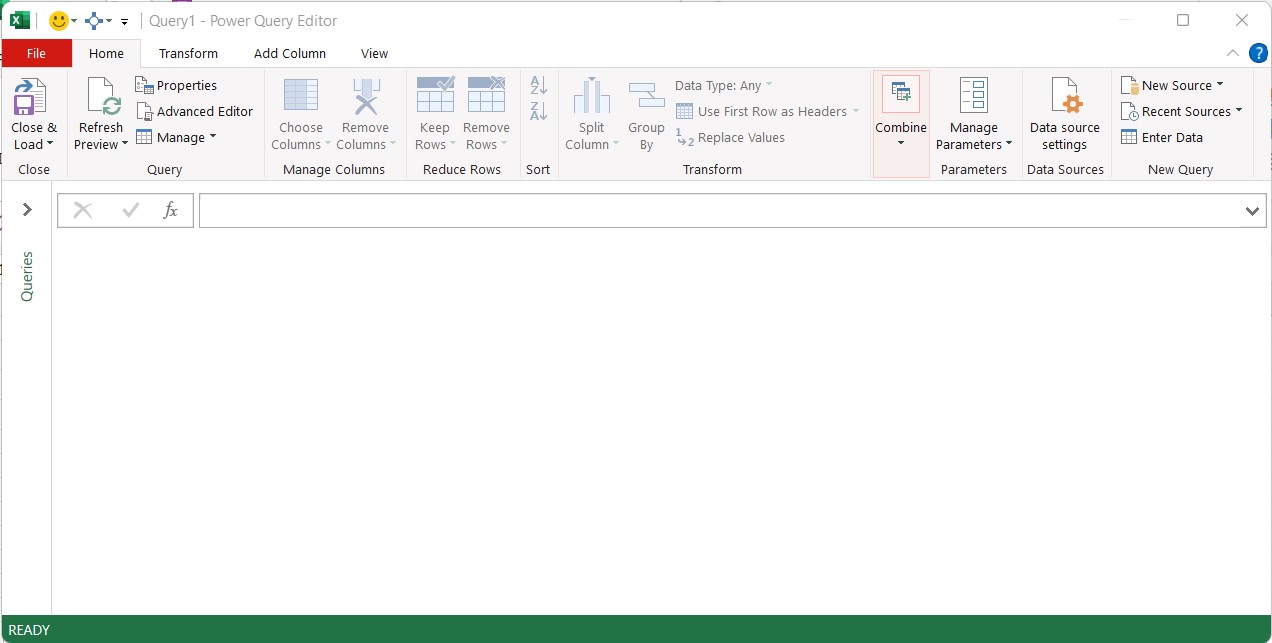 Query1 - Power Query Editor
File Home Transform Add Column View
Close & Load
Close
Refresh Preview
Properties
Advanced Editor
Manage
Query
Choose Columns
Remove Columns
Manage Columns
Keep Rows
Remove Rows
Reduce Rows
Sort
Split Column
Group By
Data Type: Any
Use First Row as Headers
Replace Values
Transform
Combine
Manage Parameters
Parameters
Data source settings
Data Sources
New Source
Recent Sources
Enter Data
New Query
fx
Queries
READY